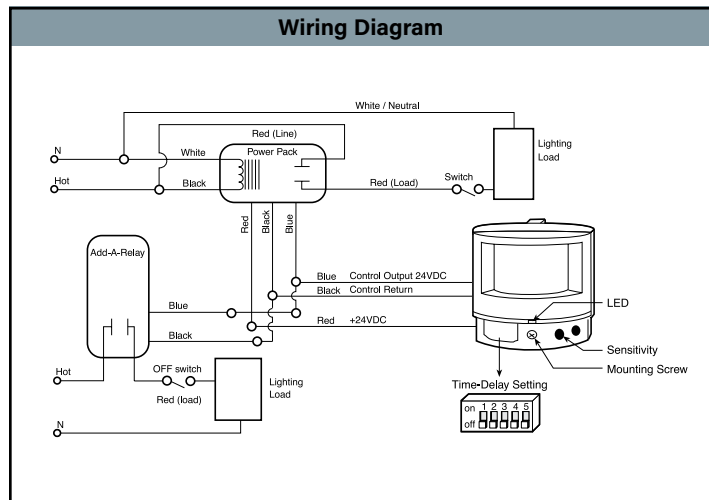 Wiring Diagram
White / Neutral
Red (Line)
Power Pack
N
White
Lighting
Load
Hot
Black
Red (Load)
Switch
Red
Black
Blue
Add-A-Relay
Blue Control Output 24VDC
Black Control Return
Blue
Red +24VDC
Black
LED
Sensitivity
Mounting Screw
Hot
OFF switch
Red (load)
Lighting
Load
N
Time-Delay Setting
on 1 2 3 4 5
off